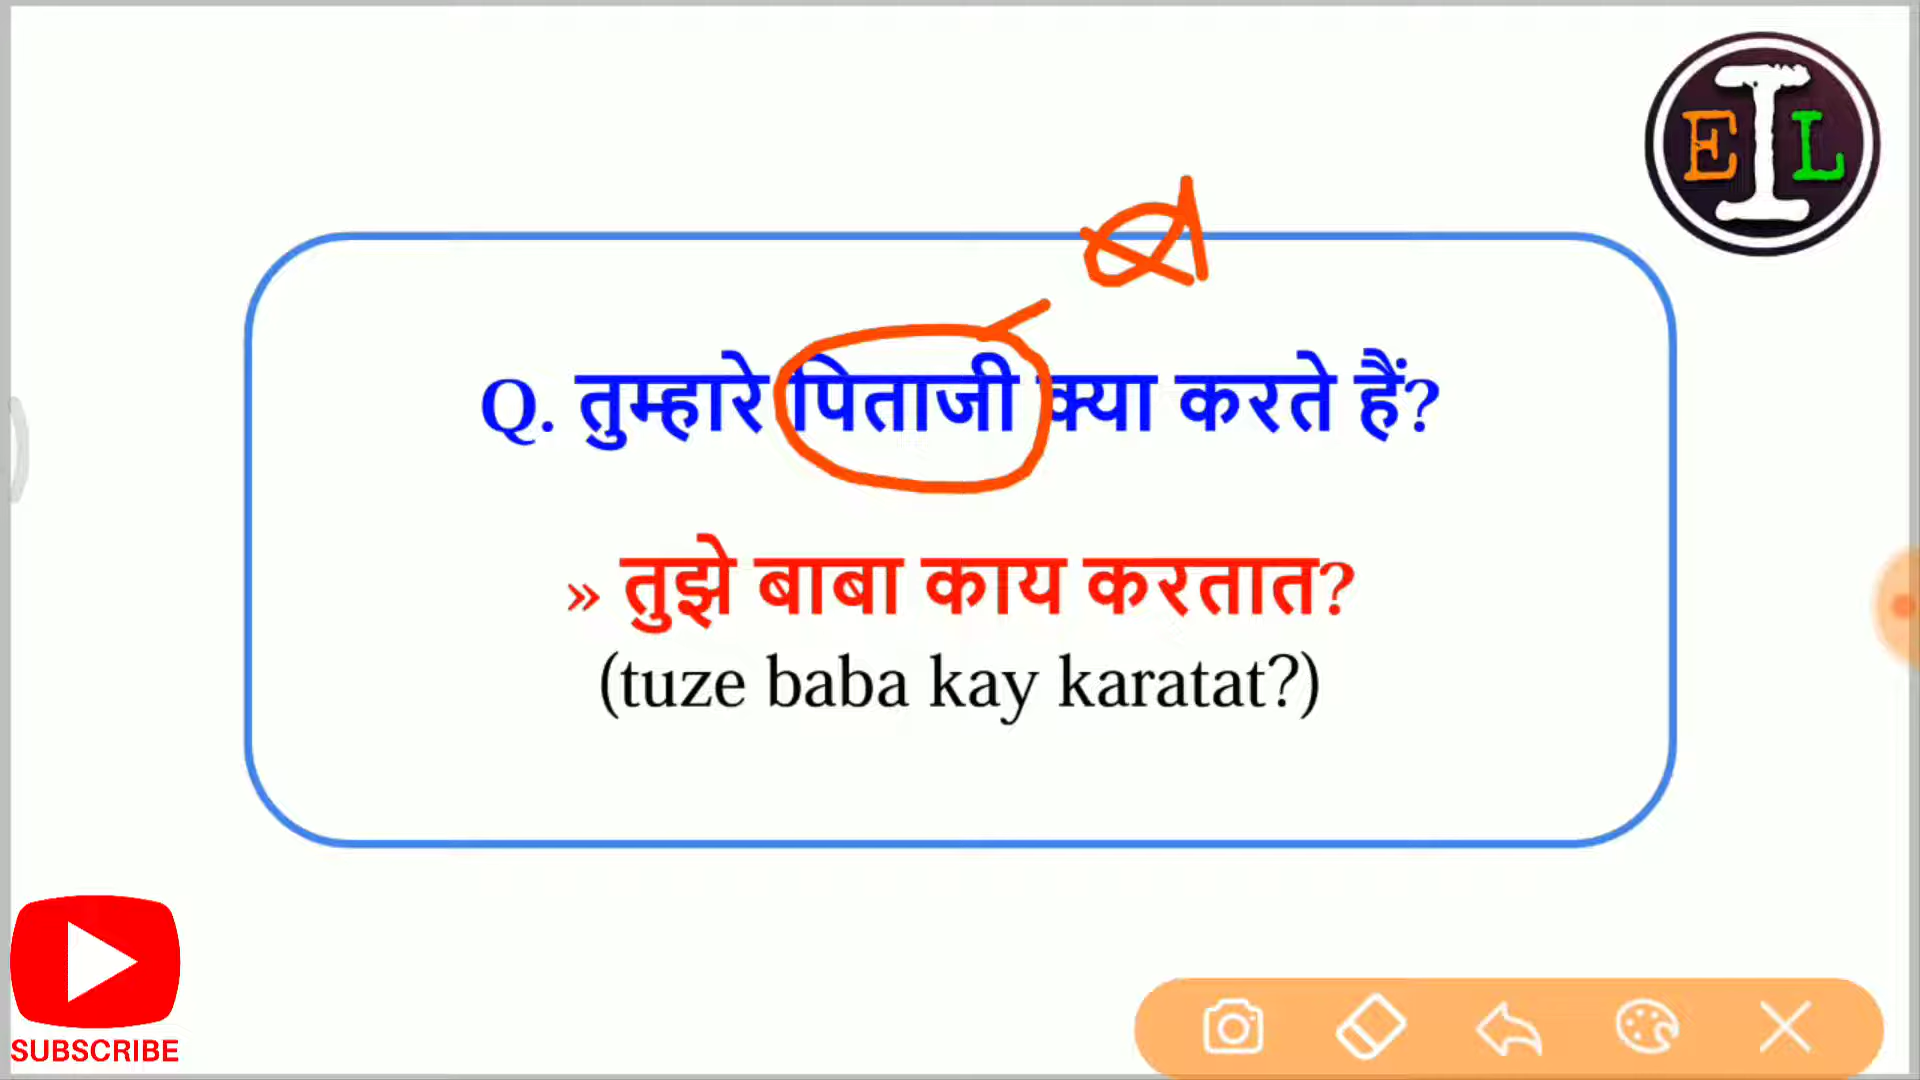 E I L
Q. तुम्हारे पिताजी क्या करते हैं?
» तुझे बाबा काय करतात?
(tuze baba kay karatat?)
SUBSCRIBE